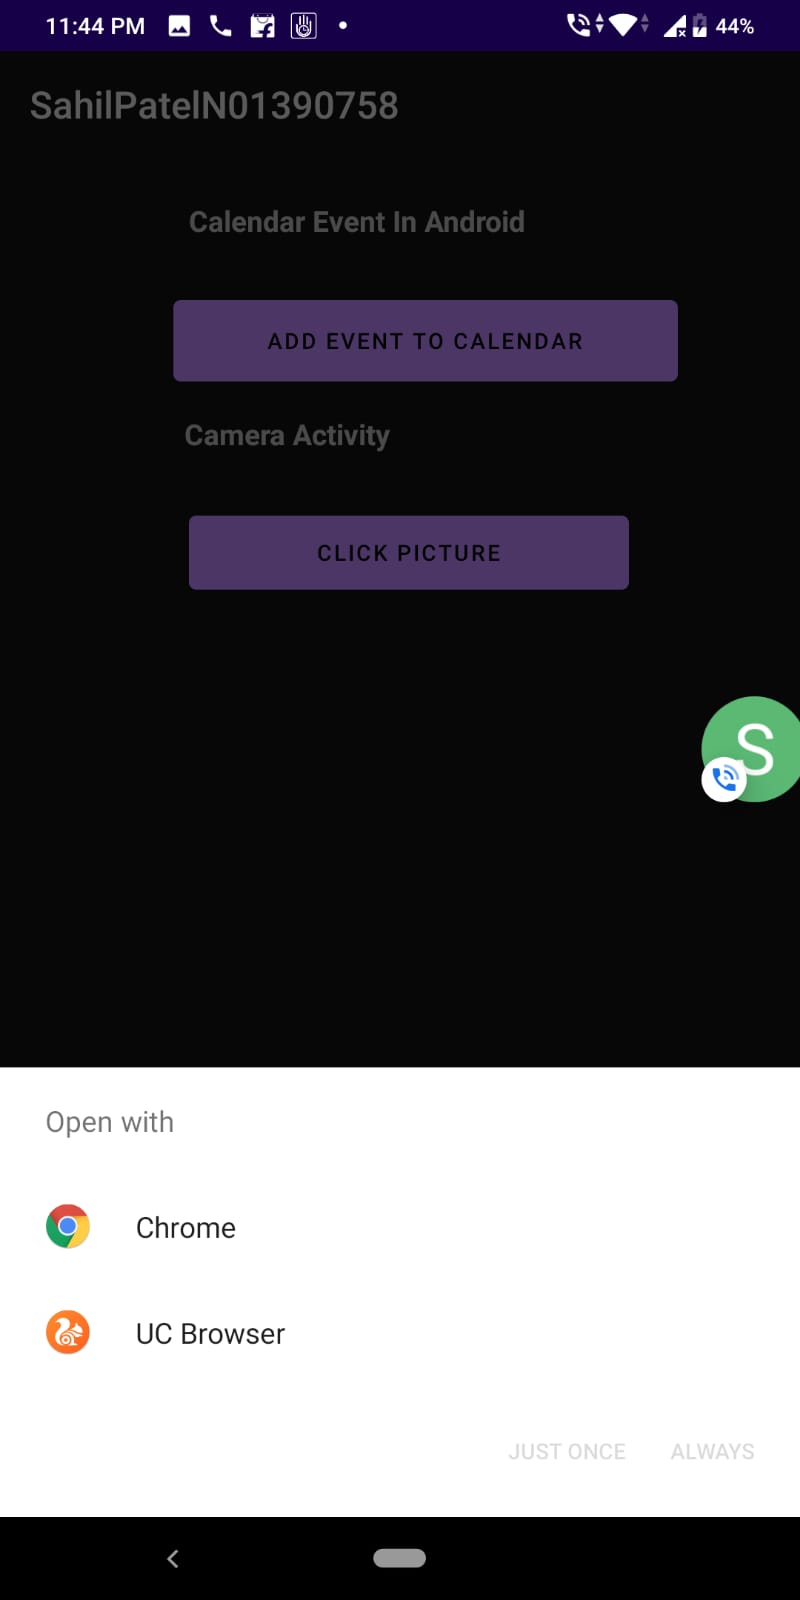 11:44 PM
44%
SahilPatelN01390758
Calendar Event In Android
ADD EVENT TO CALENDAR
Camera Activity
CLICK PICTURE
S
Open with
Chrome
UC Browser
JUST ONCE
ALWAYS